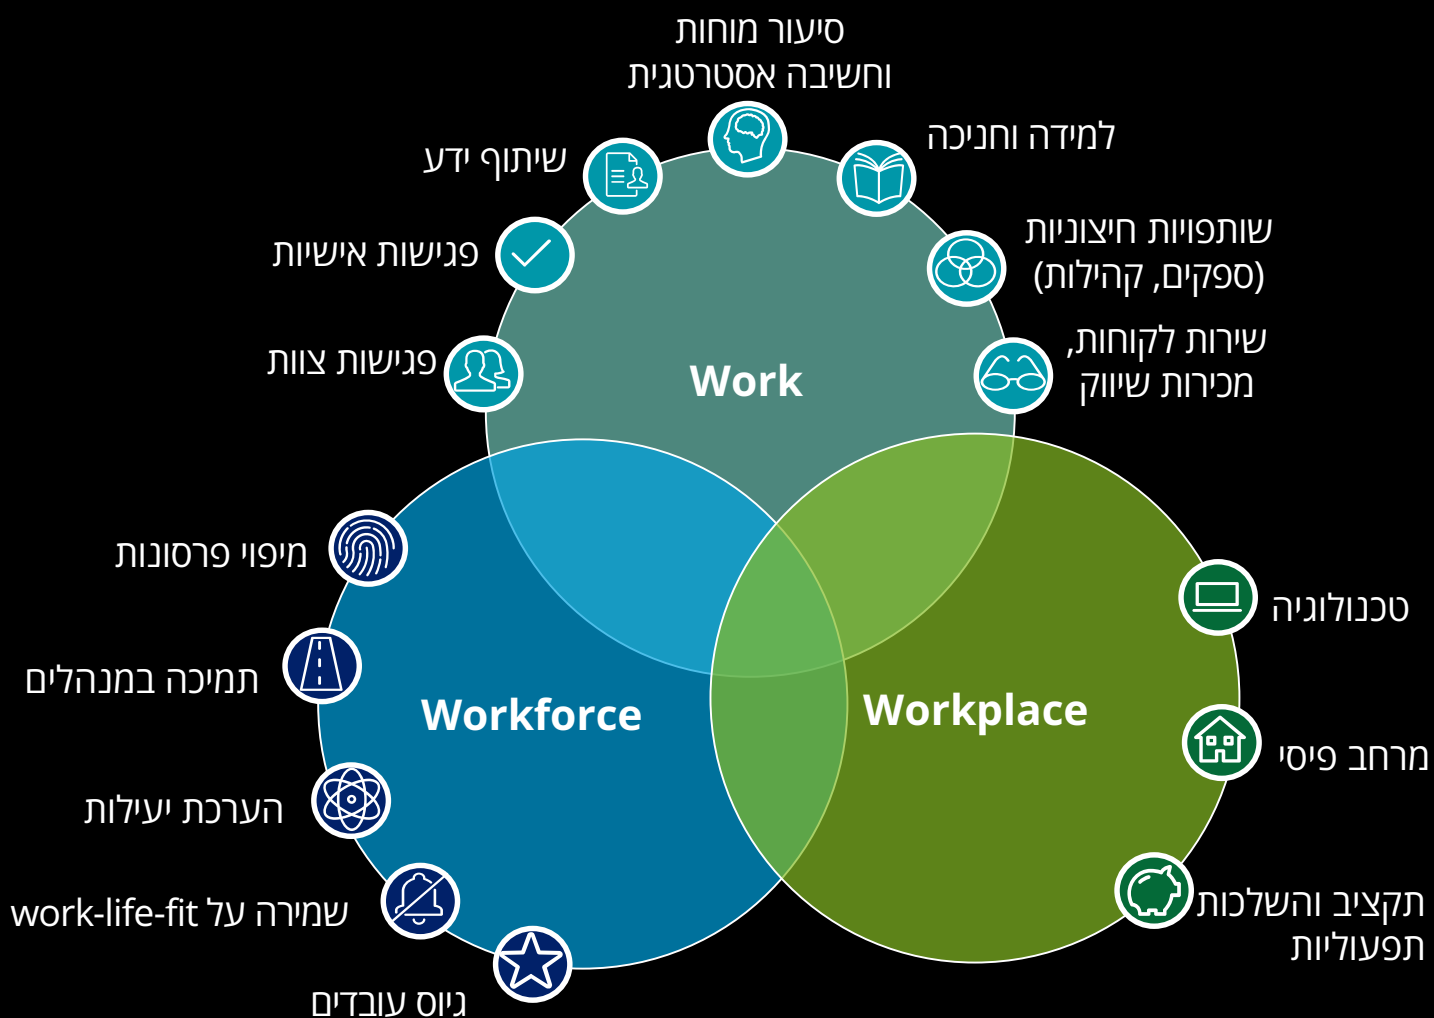 סיעור מוחות
וחשיבה אסטרטגית
למידה וחניכה
שיתוף ידע
שותפויות חיצוניות
(ספקים, קהילות)
פגישות אישיות
שירות לקוחות,
מכירות שיווק
פגישות צוות
Work
מיפוי פרסונות
טכנולוגיה
תמיכה במנהלים
Workforce
Workplace
מרחב פיסי
הערכת יעילות
תקציב והשלכות
תפעוליות
שמירה על work-life-fit
גיוס עובדים